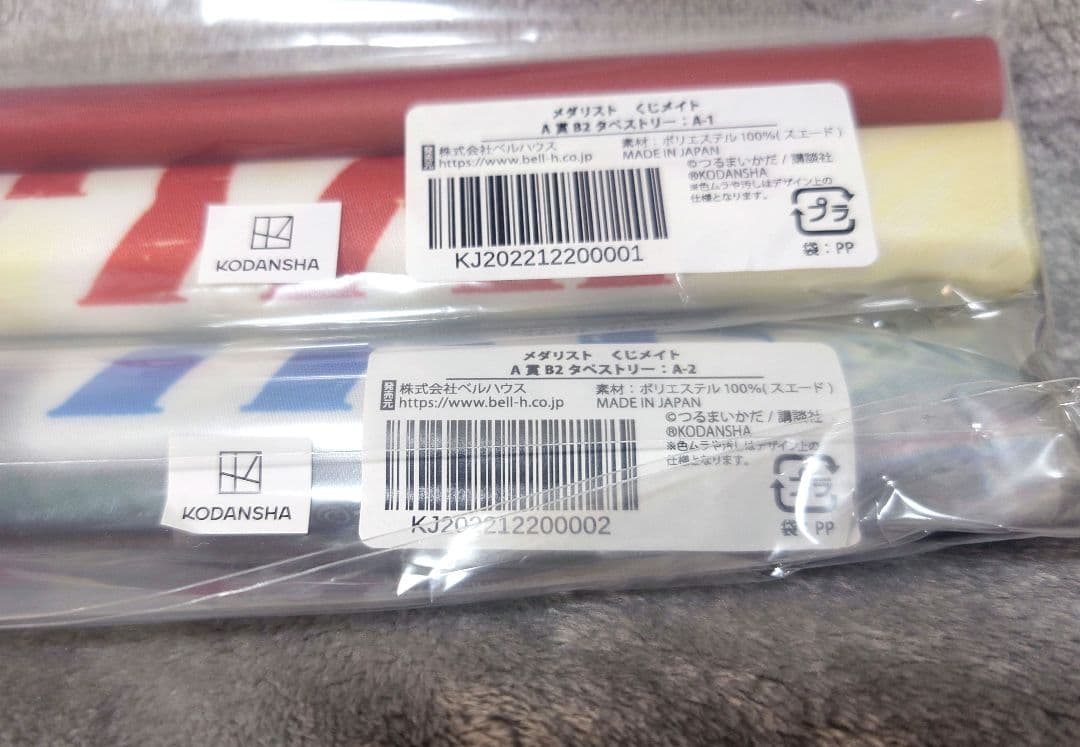 メダリスト くじメイト
A 賞 B2 タペストリー：A-1
発売元 株式会社ベルハウス
https://www.bell-h.co.jp
素材：ポリエステル 100%( スエード )
MADE IN JAPAN
©つるまいかだ / 講談社
®KODANSHA
※色ムラや汚しはデザイン上の
仕様となります。
プラ
袋：PP
KJ202212200001
KODANSHA
メダリスト くじメイト
A 賞 B2 タペストリー：A-2
発売元 株式会社ベルハウス
https://www.bell-h.co.jp
素材：ポリエステル 100%( スエード )
MADE IN JAPAN
©つるまいかだ / 講談社
®KODANSHA
※色ムラや汚しはデザイン上の
仕様となります。
プラ
袋：PP
KJ202212200002
KODANSHA